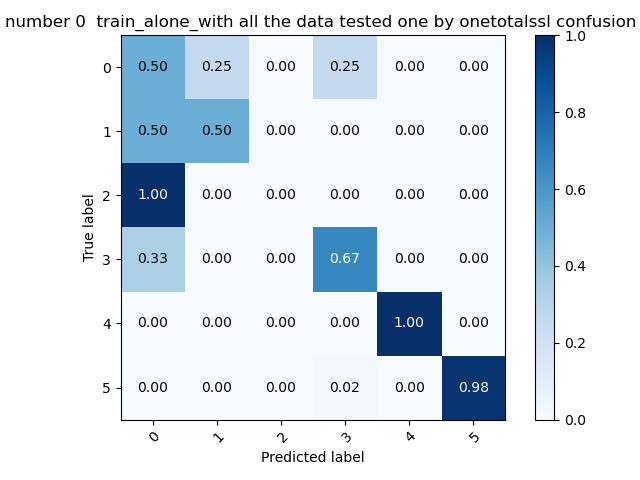 number 0  train_alone_with all the data tested one by onetotalssl confusion
1.0
0 0.50 0.25 0.00 0.25 0.00 0.00
0.8
1 0.50 0.50 0.00 0.00 0.00 0.00
2 1.00 0.00 0.00 0.00 0.00 0.00
0.6
True label
3 0.33 0.00 0.00 0.67 0.00 0.00
0.4
4 0.00 0.00 0.00 0.00 1.00 0.00
0.2
5 0.00 0.00 0.00 0.02 0.00 0.98
0.0
0 1 2 3 4 5
Predicted label